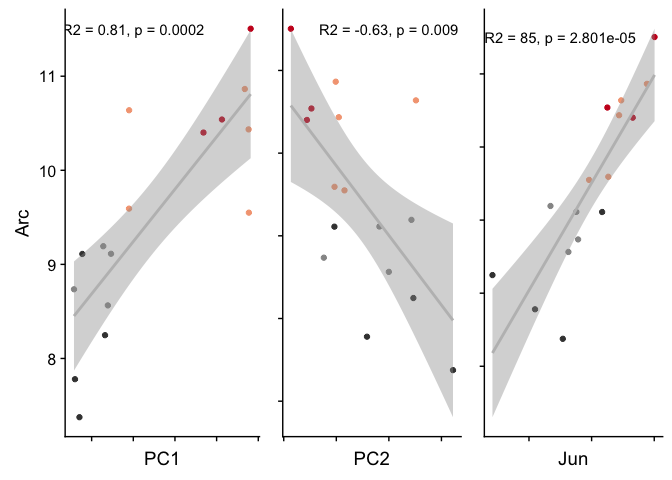 R2 = 0.81, p = 0.0002
R2 = -0.63, p = 0.009
R2 = 85, p = 2.801e-05
11
10
9
8
Arc
PC1
PC2
Jun